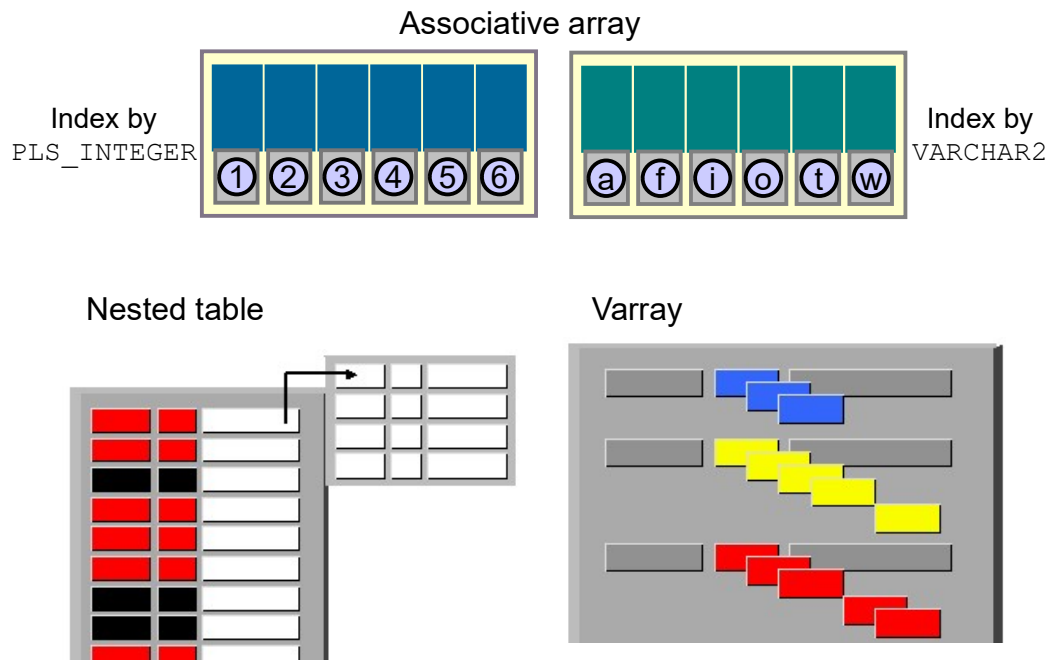 Associative array
Index by
PLS_INTEGER
1 2 3 4 5 6
a f i o t w
Index by
VARCHAR2
Nested table
Varray